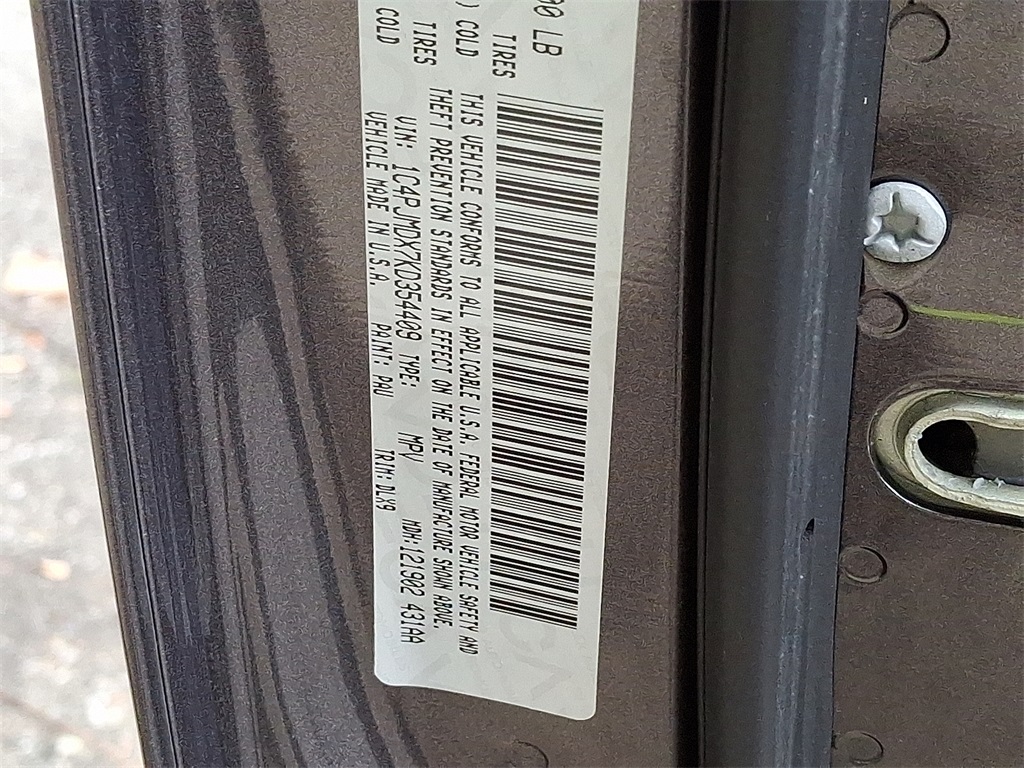 00 LB
TIRES
) COLD
TIRES
COLD
THIS VEHICLE CONFORMS TO ALL APPLICABLE U.S.A. FEDERAL MOTOR VEHICLE SAFETY AND
THEFT PREVENTION STANDARDS IN EFFECT ON THE DATE OF MANUFACTURE SHOWN ABOVE.
VIN: 1C4PJMDX7KD354409 TYPE: MPV MDH:121902 431AA
VEHICLE MADE IN U.S.A. PAINT: PAU TRIM: DLX9